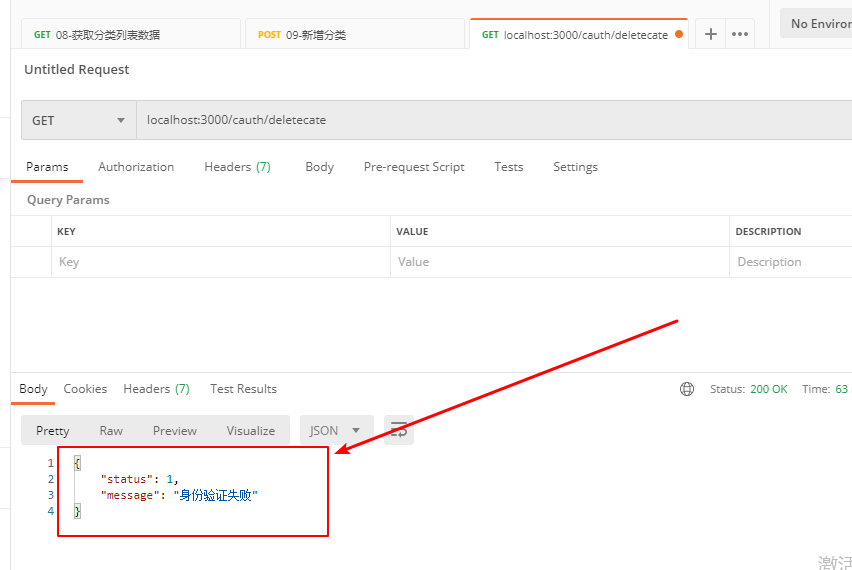 GET 08-获取分类列表数据 POST 09-新增分类 GET localhost:3000/cauth/deletecate No Environ
Untitled Request
GET localhost:3000/cauth/deletecate
Params Authorization Headers (7) Body Pre-request Script Tests Settings
Query Params
KEY VALUE DESCRIPTION
Key Value Description
Body Cookies Headers (7) Test Results Status: 200 OK Time: 63
Pretty Raw Preview Visualize JSON
1 {
2 "status": 1,
3 "message": "身份验证失败"
4 }
激活